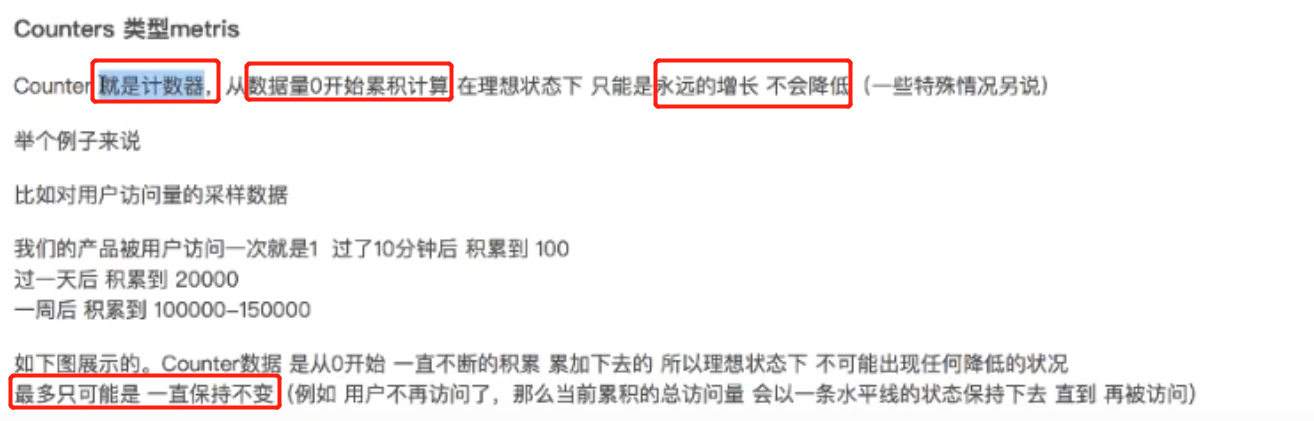 Counters 类型metris
Counter 就是计数器，从数据量0开始累积计算 在理想状态下 只能是永远的增长 不会降低（一些特殊情况另说）
举个例子来说
比如对用户访问量的采样数据
我们的产品被用户访问一次就是1 过了10分钟后 积累到 100
过一天后 积累到 20000
一周后 积累到 100000-150000
如下图展示的。Counter数据 是从0开始 一直不断的积累 累加下去的 所以理想状态下 不可能出现任何降低的状况
最多只可能是 一直保持不变（例如 用户不再访问了，那么当前累积的总访问量 会以一条水平线的状态保持下去 直到 再被访问）